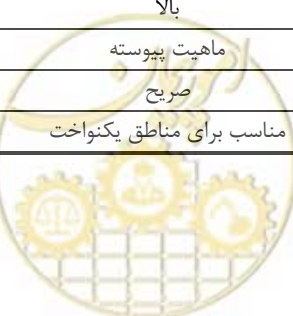 بالا
ماهیت پیوسته
صریح
مناسب برای مناطق یکنواخت